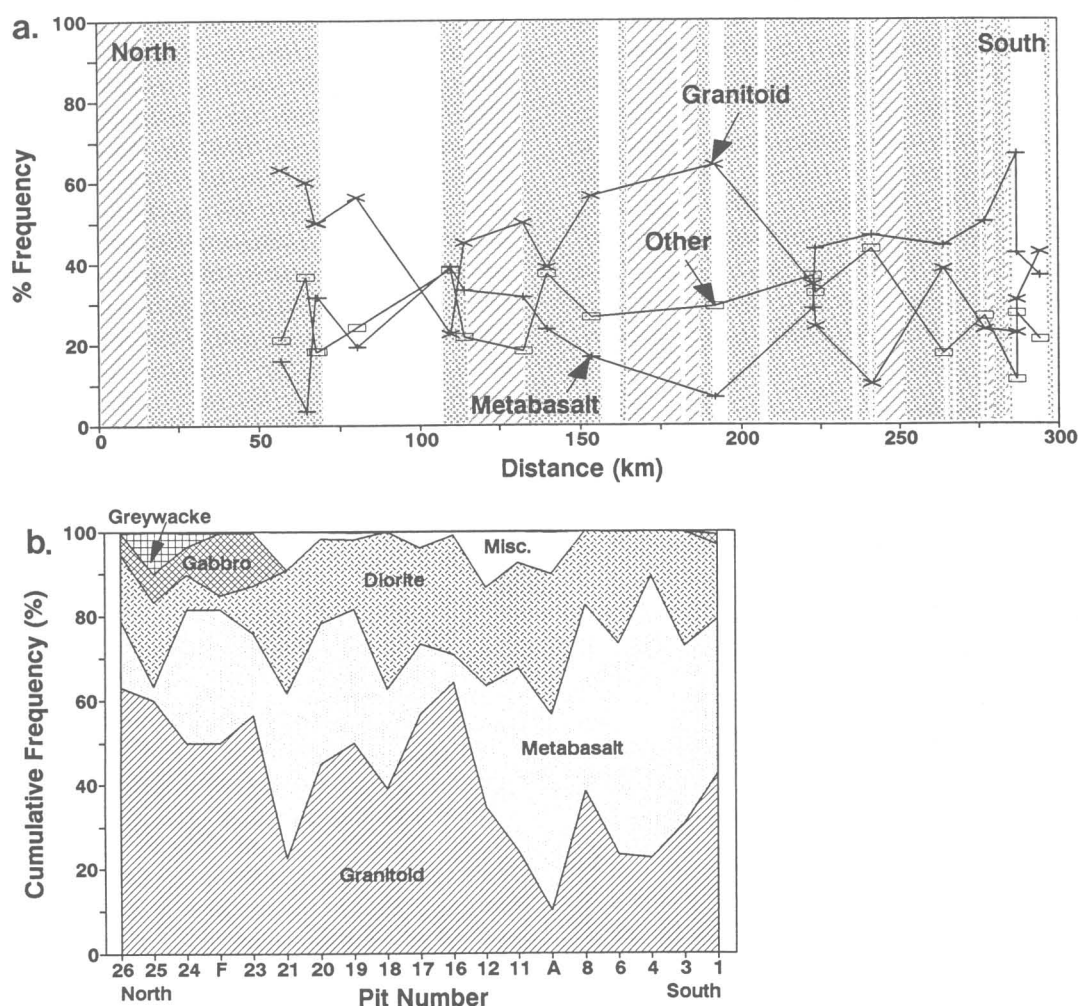 a.
100
80
60
40
20
0
% Frequency
North
South
Granitoid
Other
Metabasalt
0
50
100
150
200
250
300
Distance (km)
b.
Greywacke
100
80
60
40
20
0
Cumulative Frequency (%)
Gabbro
Misc.
Diorite
Metabasalt
Granitoid
26 25 24 F 23 21 20 19 18 17 16 12 11 A 8 6 4 3 1
North
Pit Number
South